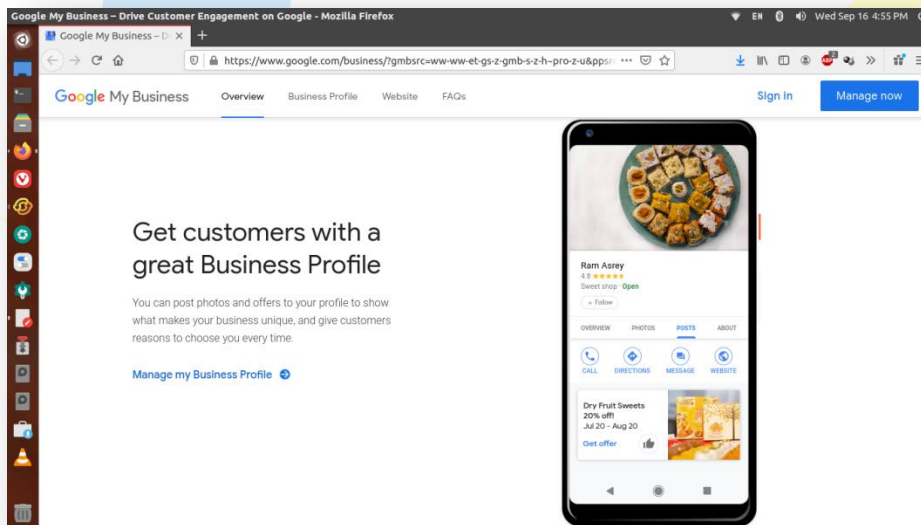 Google My Business – Drive Customer Engagement on Google - Mozilla Firefox
EN
Wed Sep 16 4:55 PM
Google My Business – D
https://www.google.com/business/?gmbsrc=ww-ww-et-gs-z-gmb-s-z-h~pro-z-u&ppsr
Google My Business
Overview
Business Profile
Website
FAQs
Sign in
Manage now
Get customers with a
great Business Profile
You can post photos and offers to your profile to show
what makes your business unique, and give customers
reasons to choose you every time.
Manage my Business Profile
Ram Asrey
4.8
Sweet shop · Open
+ Follow
OVERVIEW
PHOTOS
POSTS
ABOUT
CALL
DIRECTIONS
MESSAGE
WEBSITE
Dry Fruit Sweets
20% off!
Jul 20 - Aug 20
Get offer